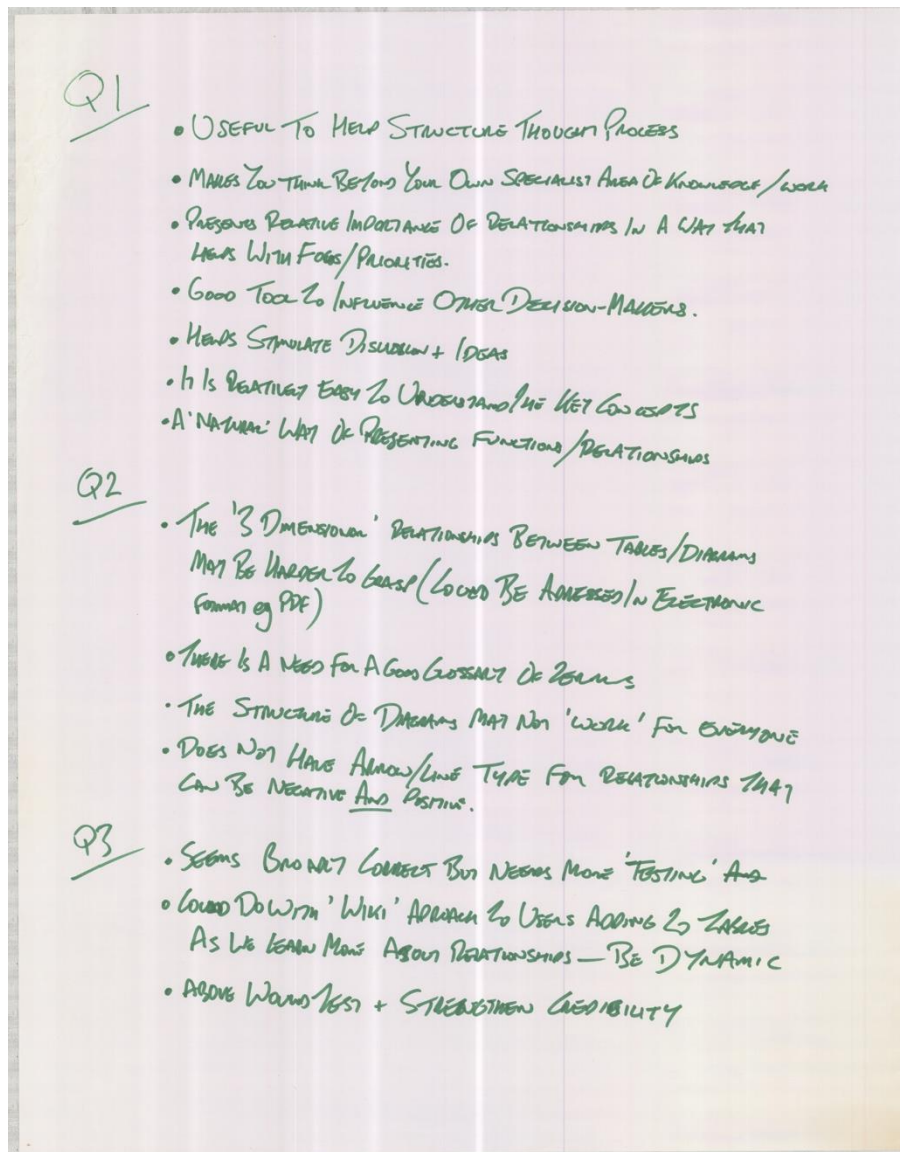 Q1
• USEFUL TO HELP STRUCTURE THOUGHT PROCESS
• MAKES YOU THINK BEYOND YOUR OWN SPECIALIST AREA OF KNOWLEDGE/WORK
• PRESENTS RELATIVE IMPORTANCE OF RELATIONSHIPS IN A WAY THAT
HELPS WITH FOCUS/PRIORITIES.
• GOOD TOOL TO INFLUENCE OTHER DECISION-MAKERS.
• HELPS STIMULATE DISCUSSION + IDEAS
• IT IS RELATIVELY EASY TO UNDERSTAND THE KEY CONCEPTS
• A 'NATURAL' WAY OF PRESENTING FUNCTIONS/RELATIONSHIPS
Q2
• THE '3 DIMENSIONAL' RELATIONSHIPS BETWEEN TABLES/DIAGRAMS
MAY BE HARDER TO GRASP (COULD BE ADRESSED IN ELECTRONIC
FORMAT eg PDF)
• THERE IS A NEED FOR A GOOD GLOSSARY OF TERMS
• THE STRUCTURE OF DIAGRAMS MAY NOT 'WORK' FOR EVERYONE
• DOES NOT HAVE ARROW/LINE TYPE FOR RELATIONSHIPS THAT
CAN BE NEGATIVE AND POSITIVE.
Q3
• SEEMS BROADLY CORRECT BUT NEEDS MORE 'TESTING' AND
• COULD DO WITH 'WIKI' APROACH TO USERS ADDING TO TABLES
AS WE LEARN MORE ABOUT RELATIONSHIPS — BE DYNAMIC
• ABOVE WOULD TEST + STRENGTHEN CREDIBILITY